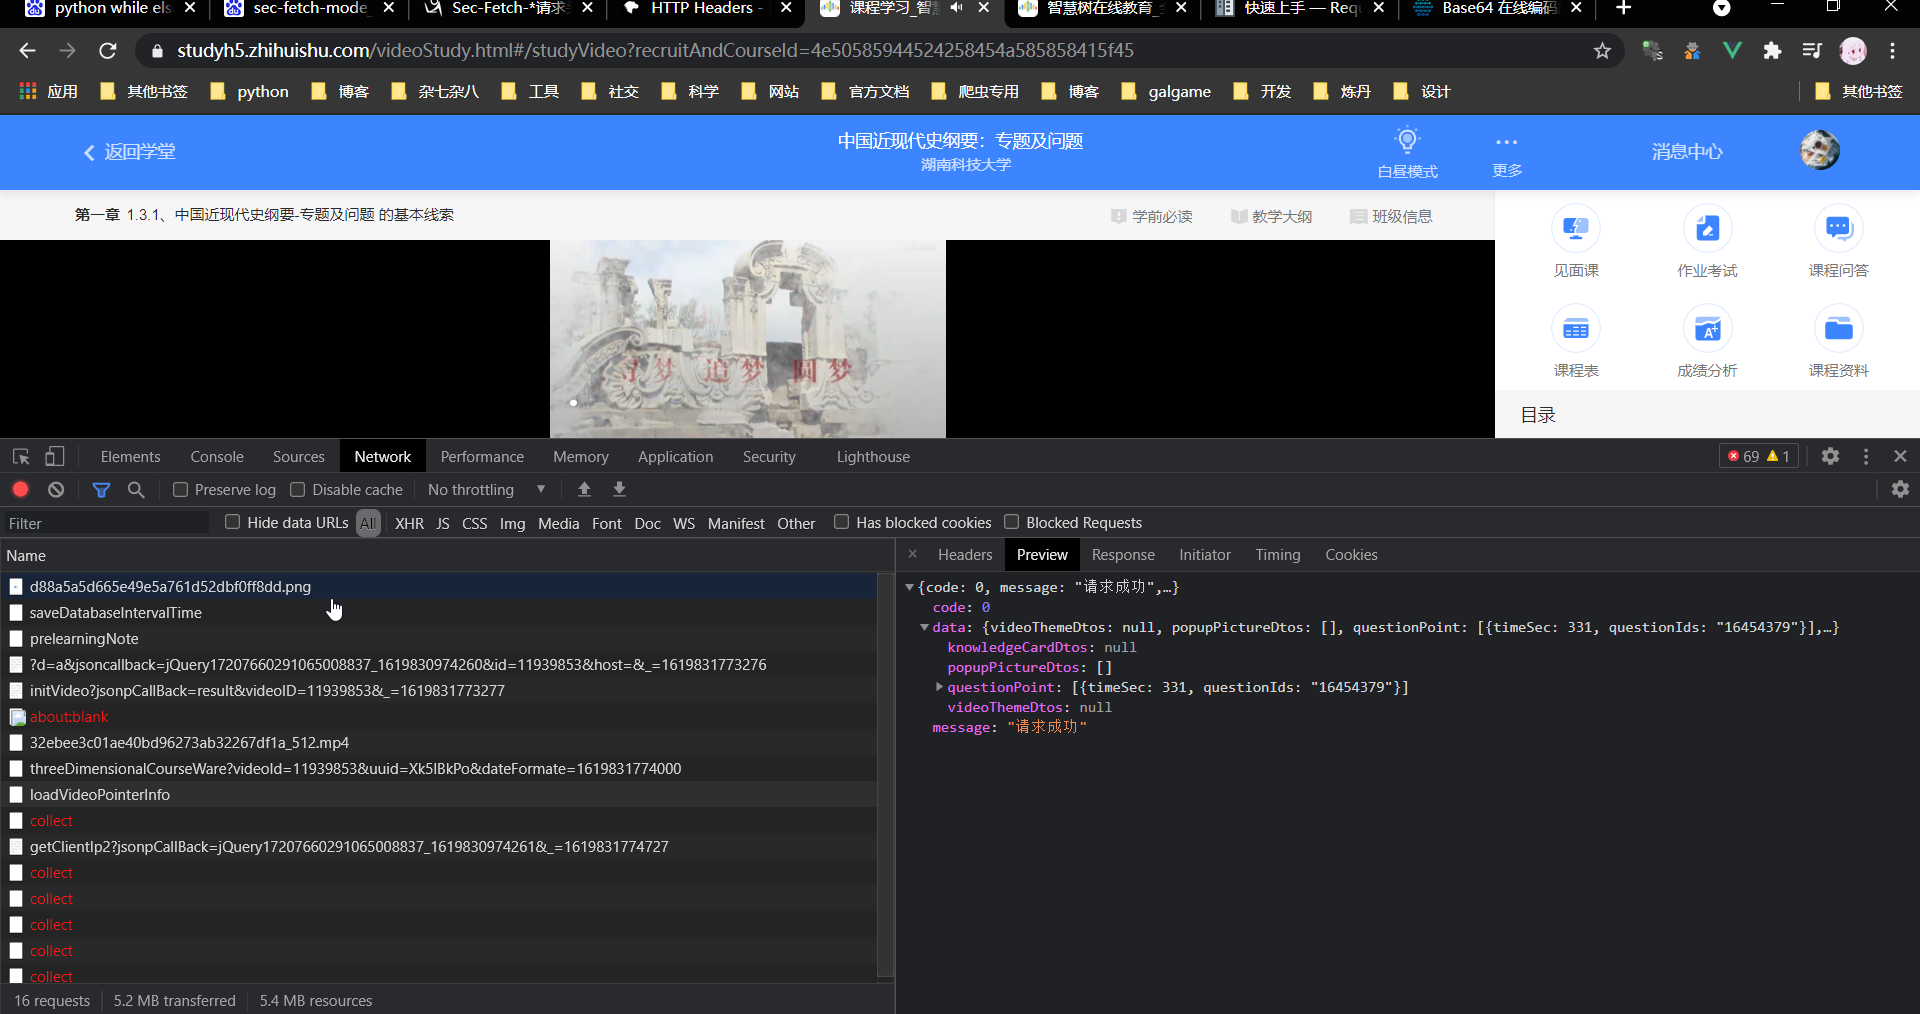 python while els
sec-fetch-mode_
Sec-Fetch-*请求
HTTP Headers -
课程学习_智慧
智慧树在线教育_
快速上手 — Requ
Base64 在线编码
studyh5.zhihuishu.com/videoStudy.html#/studyVideo?recruitAndCourseId=4e50585944524258454a585858415f45
应用
其他书签
python
博客
杂七杂八
工具
社交
科学
网站
官方文档
爬虫专用
博客
galgame
开发
炼丹
设计
其他书签
返回学堂
中国近现代史纲要：专题及问题
湖南科技大学
白昼模式
更多
消息中心
第一章 1.3.1、中国近现代史纲要-专题及问题 的基本线索
学前必读
教学大纲
班级信息
见面课
作业考试
课程问答
寻梦 追梦 圆梦
课程表
成绩分析
课程资料
目录
Elements
Console
Sources
Network
Performance
Memory
Application
Security
Lighthouse
69
1
Preserve log
Disable cache
No throttling
Filter
Hide data URLs
All
XHR
JS
CSS
Img
Media
Font
Doc
WS
Manifest
Other
Has blocked cookies
Blocked Requests
Name
Headers
Preview
Response
Initiator
Timing
Cookies
d88a5a5d665e49e5a761d52dbf0ff8dd.png
saveDatabaseIntervalTime
prelearningNote
?d=a&jsoncallback=jQuery17207660291065008837_1619830974260&id=11939853&host=&_=1619831773276
initVideo?jsonpCallBack=result&videoID=11939853&_=1619831773277
about:blank
32ebee3c01ae40bd96273ab32267df1a_512.mp4
threeDimensionalCourseWare?videoId=11939853&uuid=Xk5lBkPo&dateFormate=1619831774000
loadVideoPointerInfo
collect
getClientIp2?jsonpCallBack=jQuery17207660291065008837_1619830974261&_=1619831774727
collect
collect
collect
collect
collect
{code: 0, message: "请求成功",…}
code: 0
data: {videoThemeDtos: null, popupPictureDtos: [], questionPoint: [{timeSec: 331, questionIds: "16454379"}],…}
knowledgeCardDtos: null
popupPictureDtos: []
questionPoint: [{timeSec: 331, questionIds: "16454379"}]
videoThemeDtos: null
message: "请求成功"
16 requests
5.2 MB transferred
5.4 MB resources